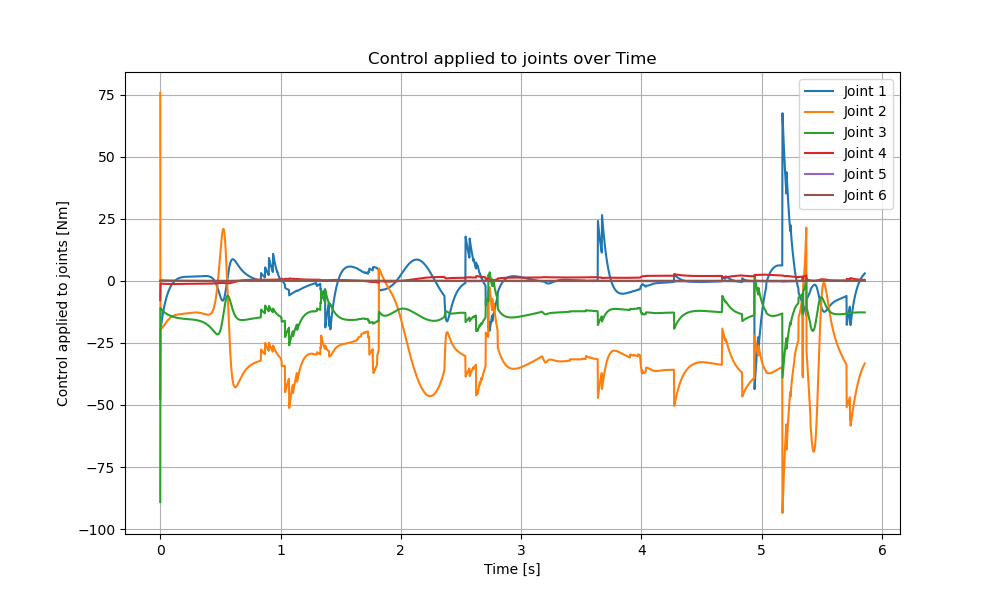 Control applied to joints over Time
Control applied to joints [Nm]
75
50
25
0
−25
−50
−75
−100
Joint 1
Joint 2
Joint 3
Joint 4
Joint 5
Joint 6
0 1 2 3 4 5 6
Time [s]